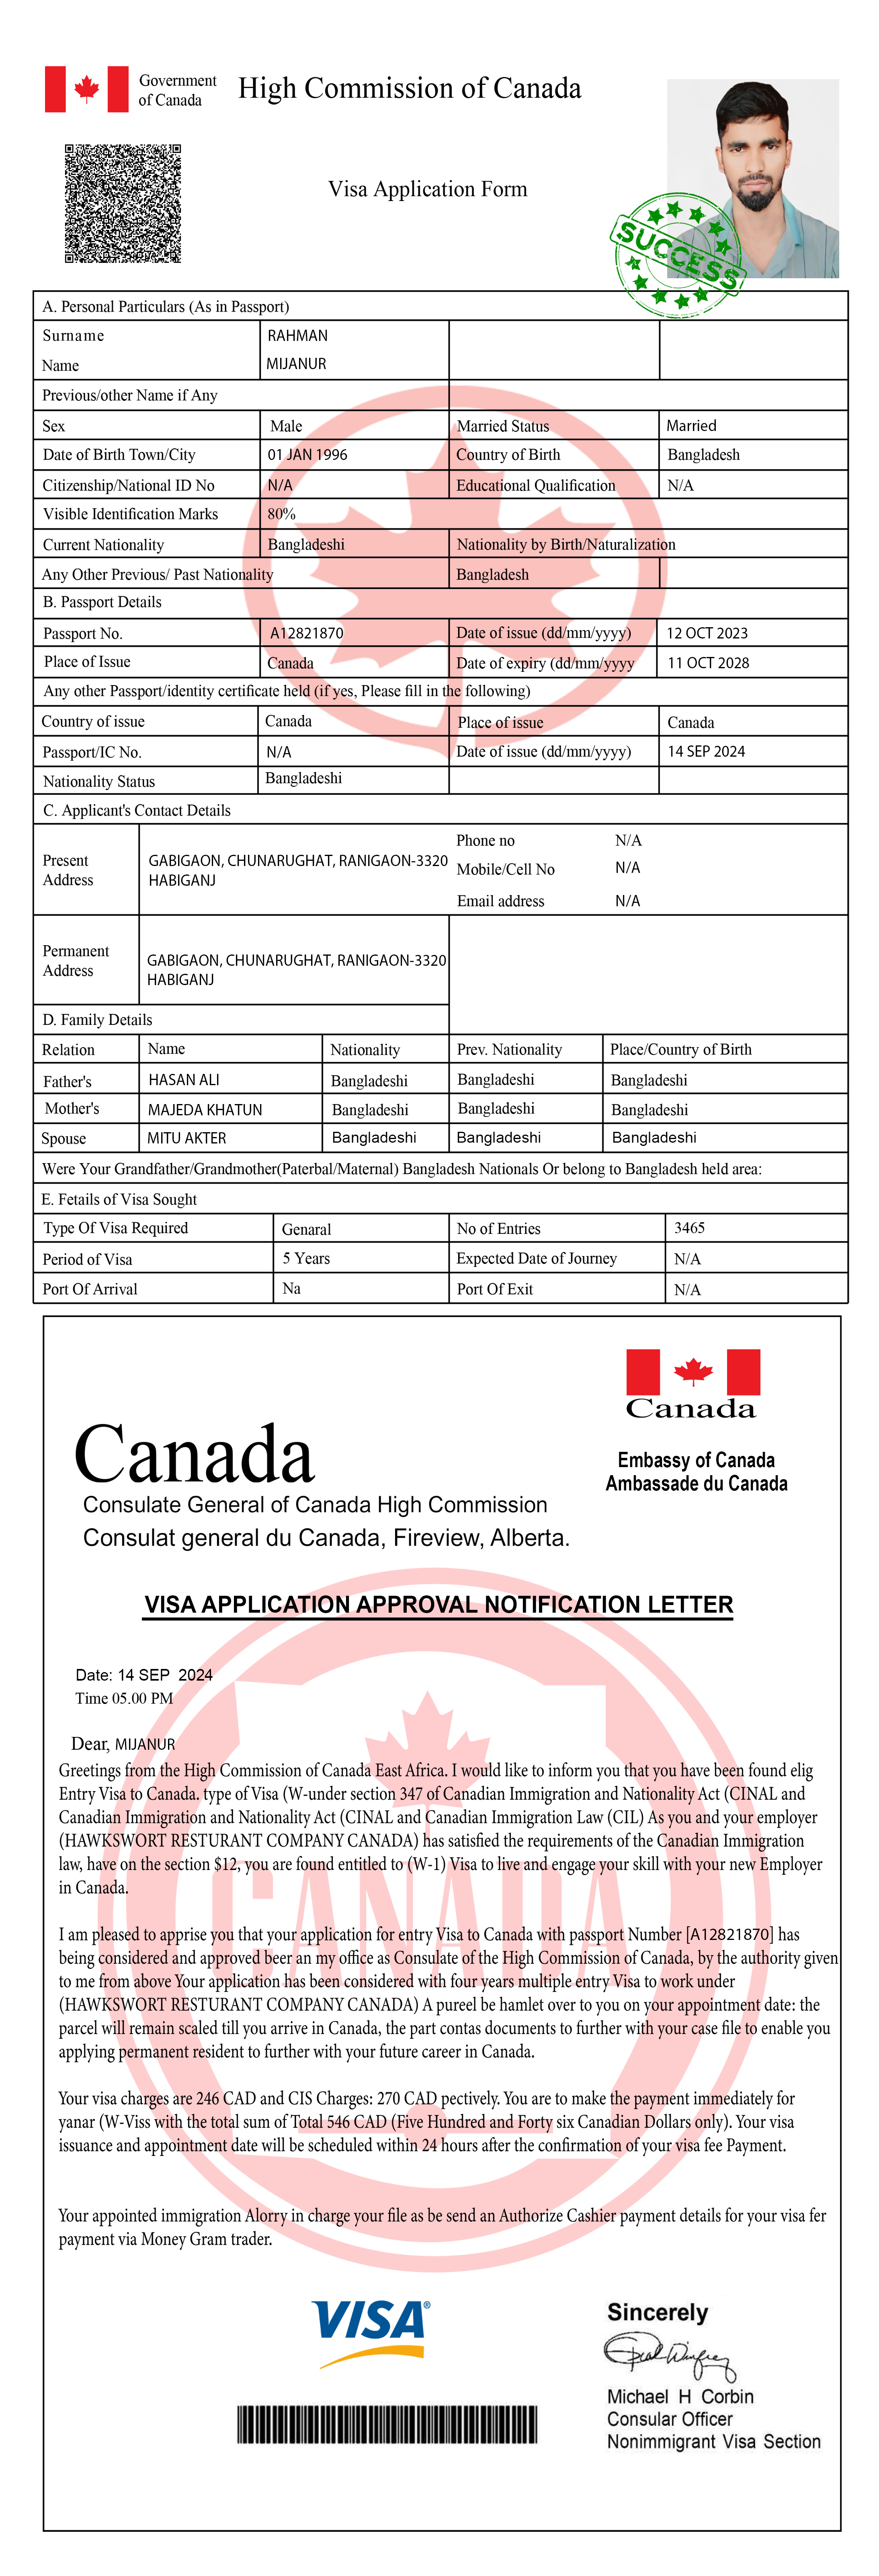 Government
of Canada
High Commission of Canada
Visa Application Form
SUCCESS
A. Personal Particulars (As in Passport)
Surname RAHMAN
Name MIJANUR
Previous/other Name if Any
Sex Male Married Status Married
Date of Birth Town/City 01 JAN 1996 Country of Birth Bangladesh
Citizenship/National ID No N/A Educational Qualification N/A
Visible Identification Marks 80%
Current Nationality Bangladeshi Nationality by Birth/Naturalization
Any Other Previous/ Past Nationality Bangladesh
B. Passport Details
Passport No. A12821870 Date of issue (dd/mm/yyyy) 12 OCT 2023
Place of Issue Canada Date of expiry (dd/mm/yyyy 11 OCT 2028
Any other Passport/identity certificate held (if yes, Please fill in the following)
Country of issue Canada Place of issue Canada
Passport/IC No. N/A Date of issue (dd/mm/yyyy) 14 SEP 2024
Nationality Status Bangladeshi
C. Applicant's Contact Details
Present Address GABIGAON, CHUNARUGHAT, RANIGAON-3320
HABIGANJ
Phone no N/A
Mobile/Cell No N/A
Email address N/A
Permanent Address GABIGAON, CHUNARUGHAT, RANIGAON-3320
HABIGANJ
D. Family Details
Relation Name Nationality Prev. Nationality Place/Country of Birth
Father's HASAN ALI Bangladeshi Bangladeshi Bangladeshi
Mother's MAJEDA KHATUN Bangladeshi Bangladeshi Bangladeshi
Spouse MITU AKTER Bangladeshi Bangladeshi Bangladeshi
Were Your Grandfather/Grandmother(Paterbal/Maternal) Bangladesh Nationals Or belong to Bangladesh held area:
E. Fetails of Visa Sought
Type Of Visa Required Genaral No of Entries 3465
Period of Visa 5 Years Expected Date of Journey N/A
Port Of Arrival Na Port Of Exit N/A
Canada
Embassy of Canada
Ambassade du Canada
Canada
Consulate General of Canada High Commission
Consulat general du Canada, Fireview, Alberta.
VISA APPLICATION APPROVAL NOTIFICATION LETTER
Date: 14 SEP 2024
Time 05.00 PM
Dear, MIJANUR
Greetings from the High Commission of Canada East Africa. I would like to inform you that you have been found elig
Entry Visa to Canada. type of Visa (W-under section 347 of Canadian Immigration and Nationality Act (CINAL and
Canadian Immigration and Nationality Act (CINAL and Canadian Immigration Law (CIL) As you and your employer
(HAWKSWORT RESTURANT COMPANY CANADA) has satisfied the requirements of the Canadian Immigration
law, have on the section $12, you are found entitled to (W-1) Visa to live and engage your skill with your new Employer
in Canada.
I am pleased to apprise you that your application for entry Visa to Canada with passport Number [A12821870] has
being considered and approved beer an my office as Consulate of the High Commission of Canada, by the authority given
to me from above Your application has been considered with four years multiple entry Visa to work under
(HAWKSWORT RESTURANT COMPANY CANADA) A pureel be hamlet over to you on your appointment date: the
parcel will remain scaled till you arrive in Canada, the part contas documents to further with your case file to enable you
applying permanent resident to further with your future career in Canada.
Your visa charges are 246 CAD and CIS Charges: 270 CAD pectively. You are to make the payment immediately for
yanar (W-Viss with the total sum of Total 546 CAD (Five Hundred and Forty six Canadian Dollars only). Your visa
issuance and appointment date will be scheduled within 24 hours after the confirmation of your visa fee Payment.
Your appointed immigration Alorry in charge your file as be send an Authorize Cashier payment details for your visa fer
payment via Money Gram trader.
CANADA
VISA®
Sincerely
Michael H Corbin
Consular Officer
Nonimmigrant Visa Section